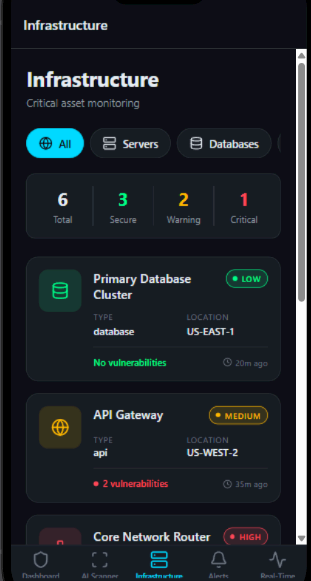 Infrastructure
Infrastructure
Critical asset monitoring
All Servers Databases
6 3 2 1
Total Secure Warning Critical
Primary Database Cluster LOW
TYPE LOCATION
database US-EAST-1
No vulnerabilities 20m ago
API Gateway MEDIUM
TYPE LOCATION
api US-WEST-2
2 vulnerabilities 35m ago
Core Network Router HIGH
Dashboard AI Scanner Infrastructure Alerts Real-Time